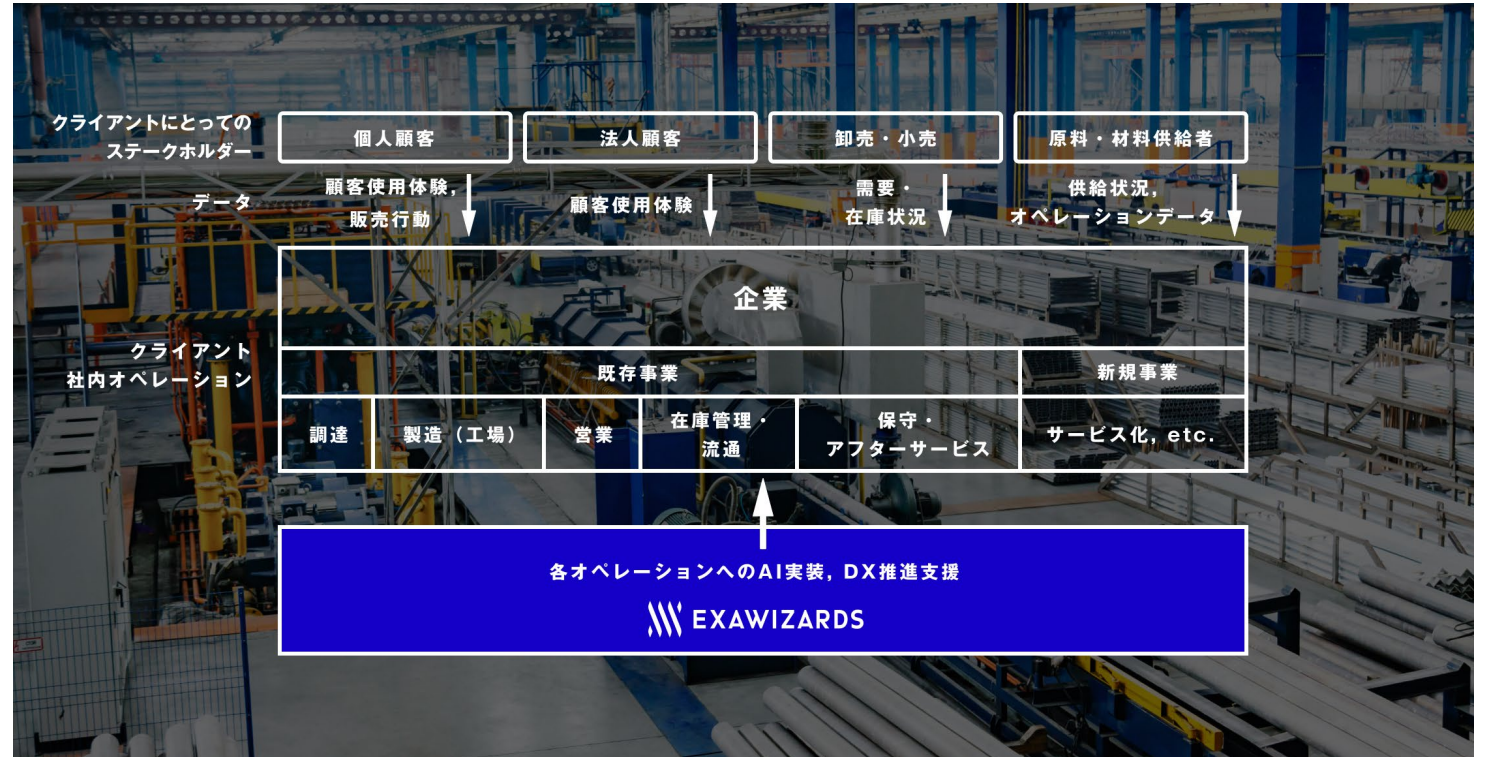 クライアントにとっての
ステークホルダー
個人顧客
法人顧客
卸売・小売
原料・材料供給者
データ
顧客使用体験,
販売行動
顧客使用体験
需要・
在庫状況
供給状況,
オペレーションデータ
企業
クライアント
社内オペレーション
既存事業
新規事業
調達
製造（工場）
営業
在庫管理・
流通
保守・
アフターサービス
サービス化, etc.
各オペレーションへのAI実装, DX推進支援
EXAWIZARDS